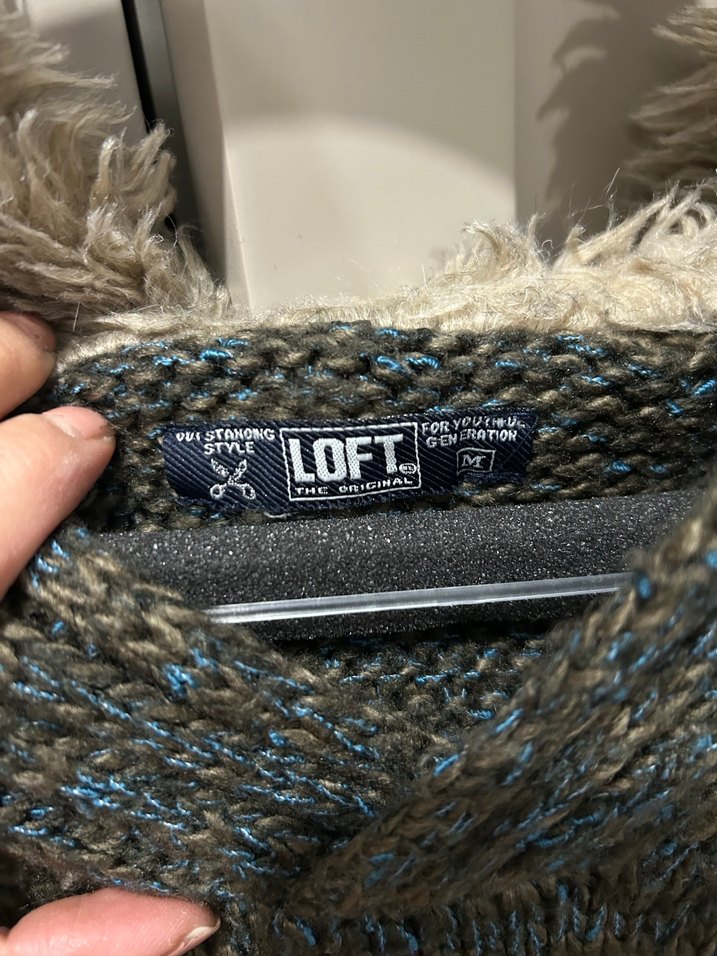 OUTSTANDING
STYLE
LOFT
THE ORIGINAL
FOR YOUTHFUL
GENERATION
M